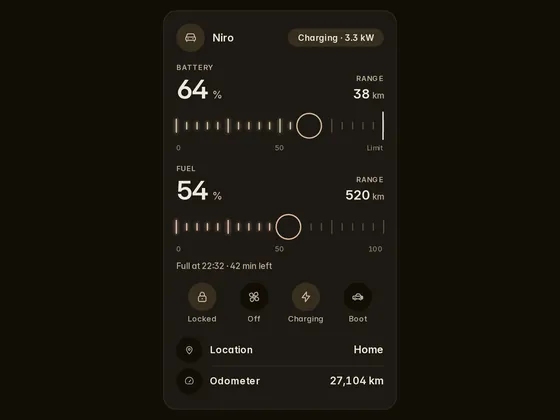 Niro
Charging · 3.3 kW
BATTERY
64 %
RANGE
38 km
0 50 Limit
FUEL
54 %
RANGE
520 km
0 50 100
Full at 22:32 · 42 min left
Locked Off Charging Boot
Location Home
Odometer 27,104 km